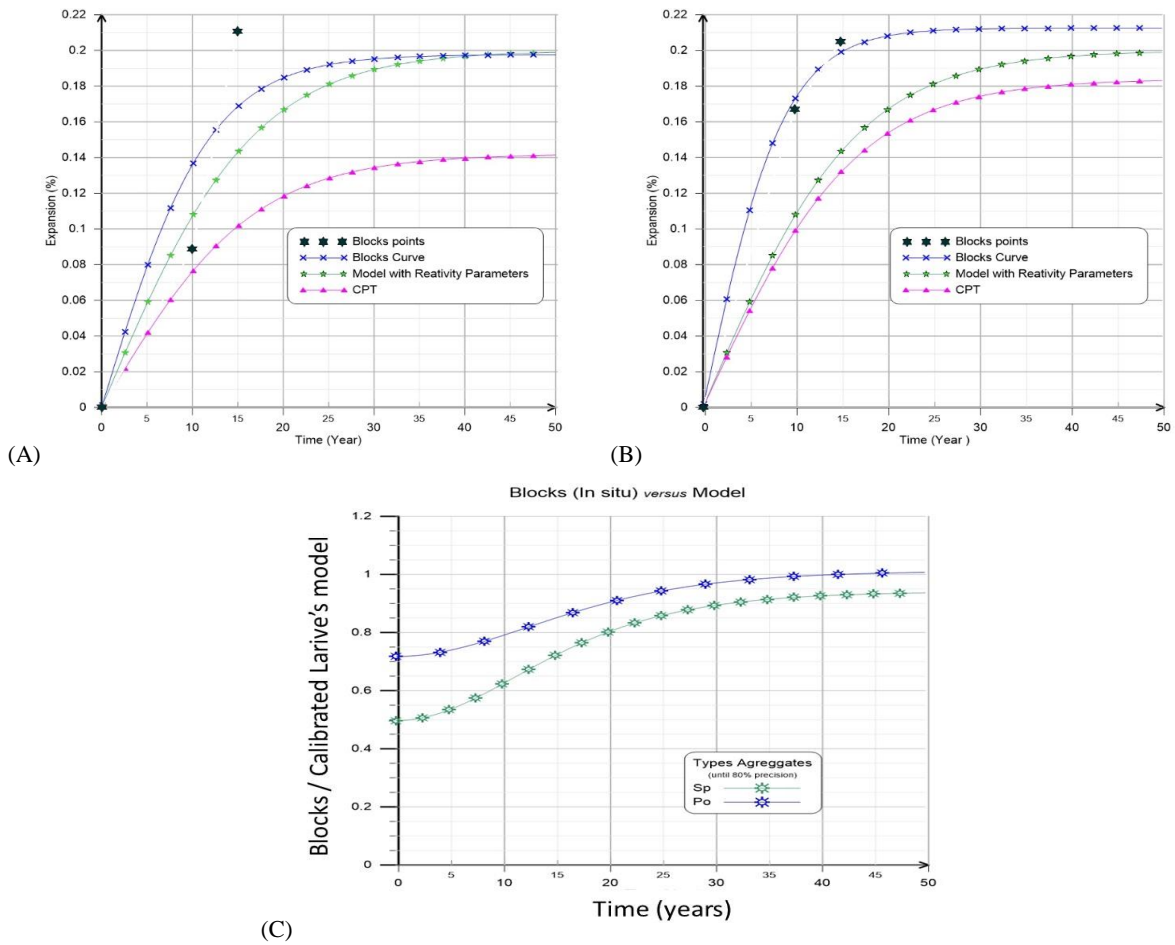 0.22
0.2
0.18
0.16
0.14
0.12
0.1
0.08
0.06
0.04
0.02
0
Expansion (%)
Blocks points
Blocks Curve
Model with Reativity Parameters
CPT
0 5 10 15 20 25 30 35 40 45 50
Time (Year)
(A)
0.22
0.2
0.18
0.16
0.14
0.12
0.1
0.08
0.06
0.04
0.02
0
Expansion (%)
Blocks points
Blocks Curve
Model with Reativity Parameters
CPT
0 5 10 15 20 25 30 35 40 45 50
Time (Year )
(B)
Blocks (In situ) versus Model
1.2
1
0.8
0.6
0.4
0.2
0
Blocks / Calibrated Larive's model
Types Agreggates
(until 80% precision)
Sp
Po
0 5 10 15 20 25 30 35 40 45 50
Time (years)
(C)